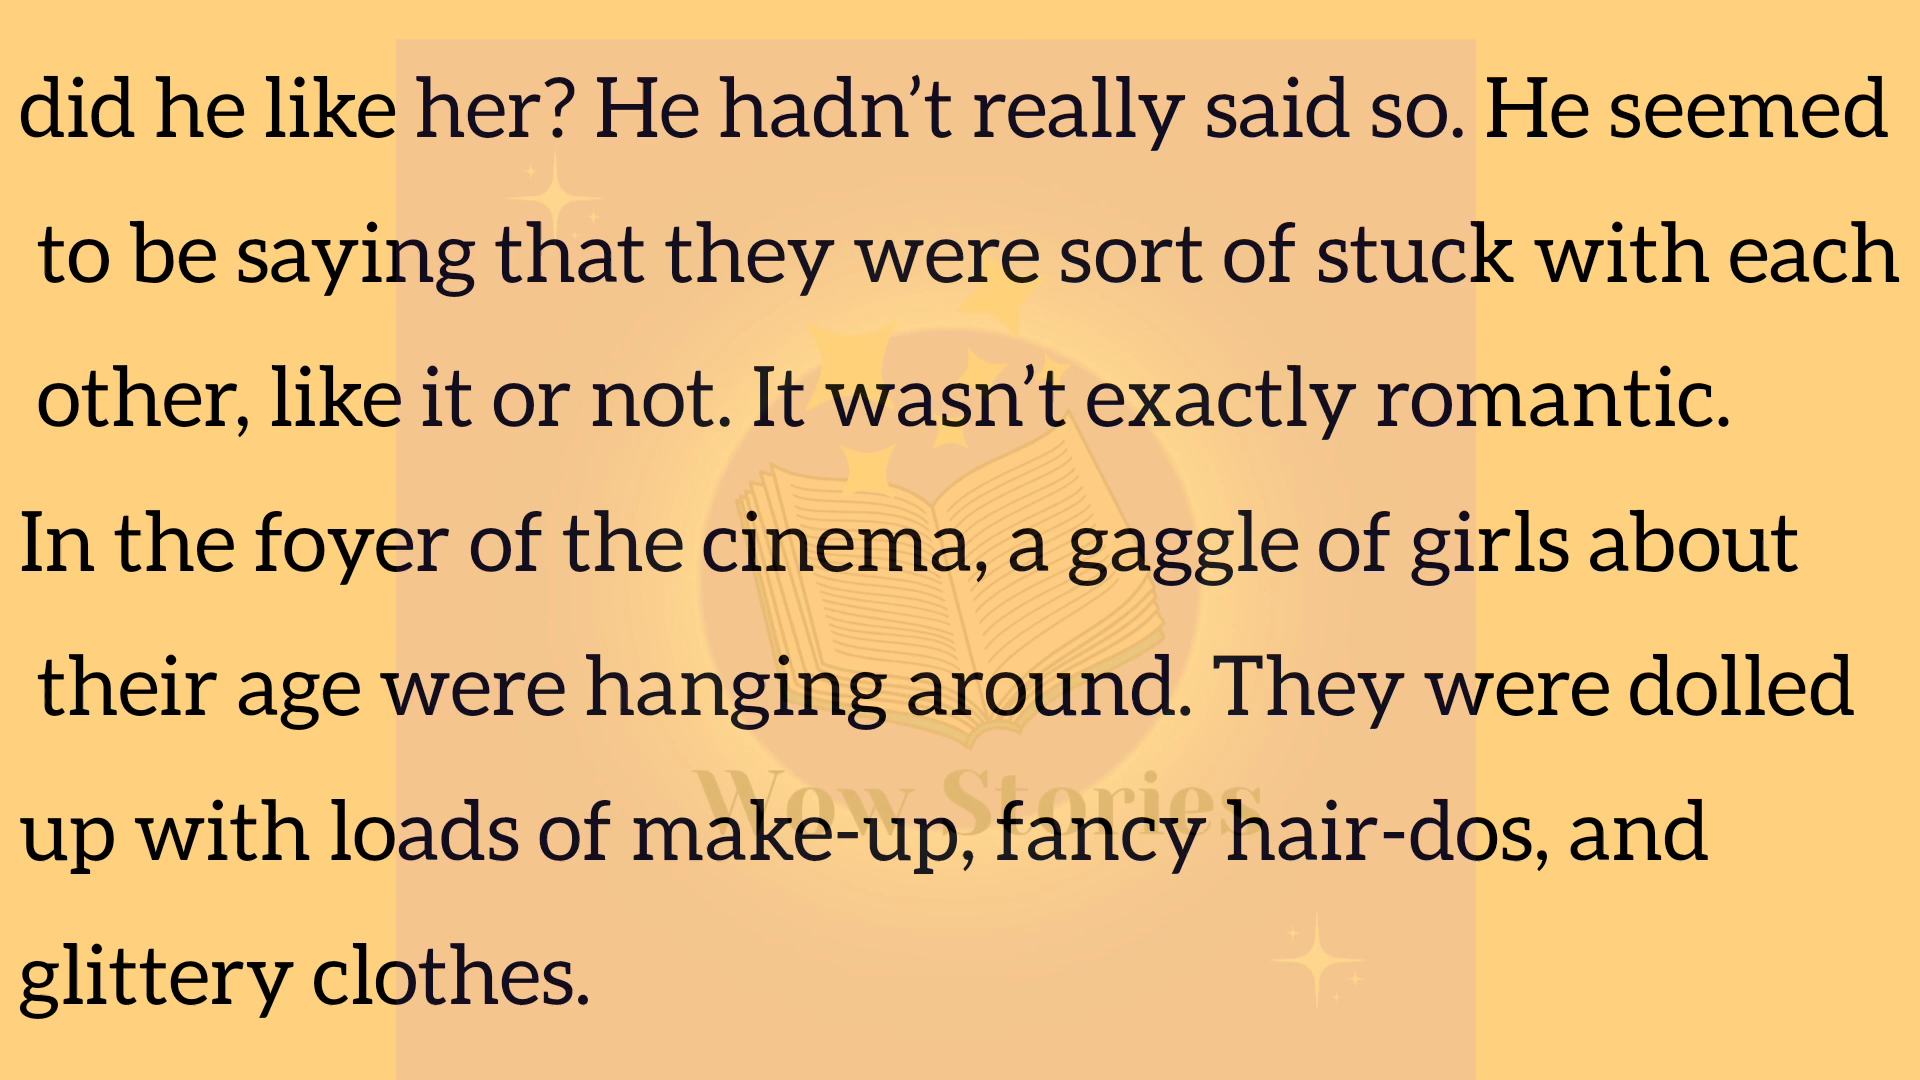 did he like her? He hadn’t really said so. He seemed
to be saying that they were sort of stuck with each
other, like it or not. It wasn’t exactly romantic.
In the foyer of the cinema, a gaggle of girls about
their age were hanging around. They were dolled
Wow Stories
up with loads of make-up, fancy hair-dos, and
glittery clothes.